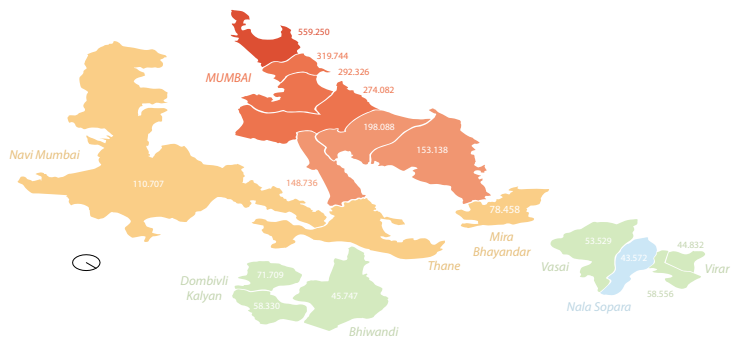 559.250
319.744
MUMBAI
292.326
274.082
198.088
153.138
Navi Mumbai
110.707
148.736
78.458
Mira
Bhayandar
Thane
53.529
43.572
44.832
Vasai
Virar
58.556
Nala Sopara
Dombivli
Kalyan
71.709
45.747
58.330
Bhiwandi